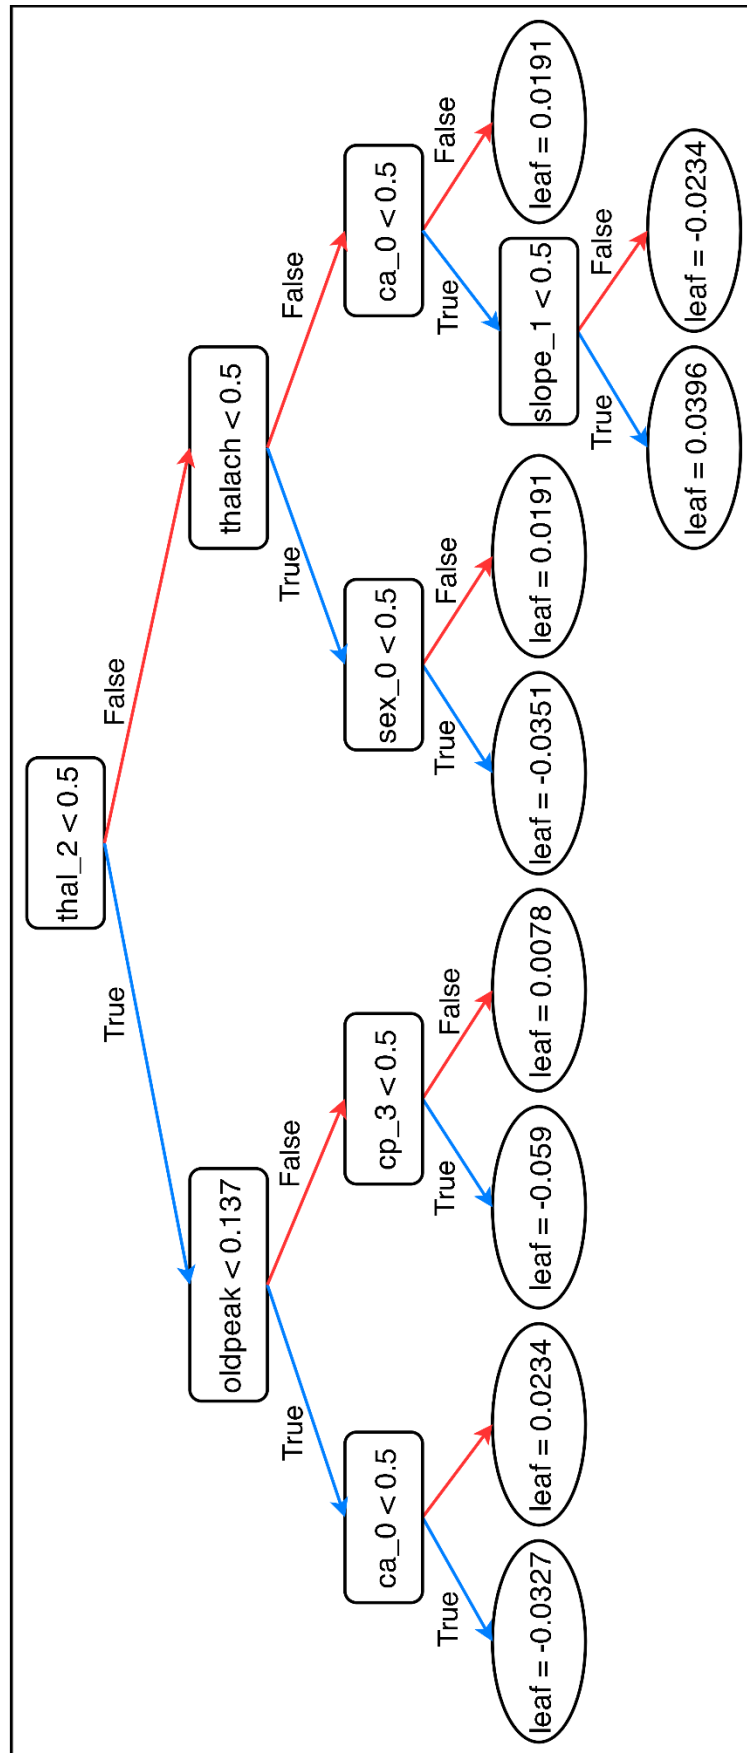 thal_2 < 0.5
True
False
oldpeak < 0.137
thalach < 0.5
True
False
True
False
ca_0 < 0.5
cp_3 < 0.5
sex_0 < 0.5
ca_0 < 0.5
True
True
False
True
False
True
False
leaf = -0.0327
leaf = 0.0234
leaf = -0.059
leaf = 0.0078
leaf = -0.0351
leaf = 0.0191
slope_1 < 0.5
leaf = 0.0191
True
False
leaf = 0.0396
leaf = -0.0234